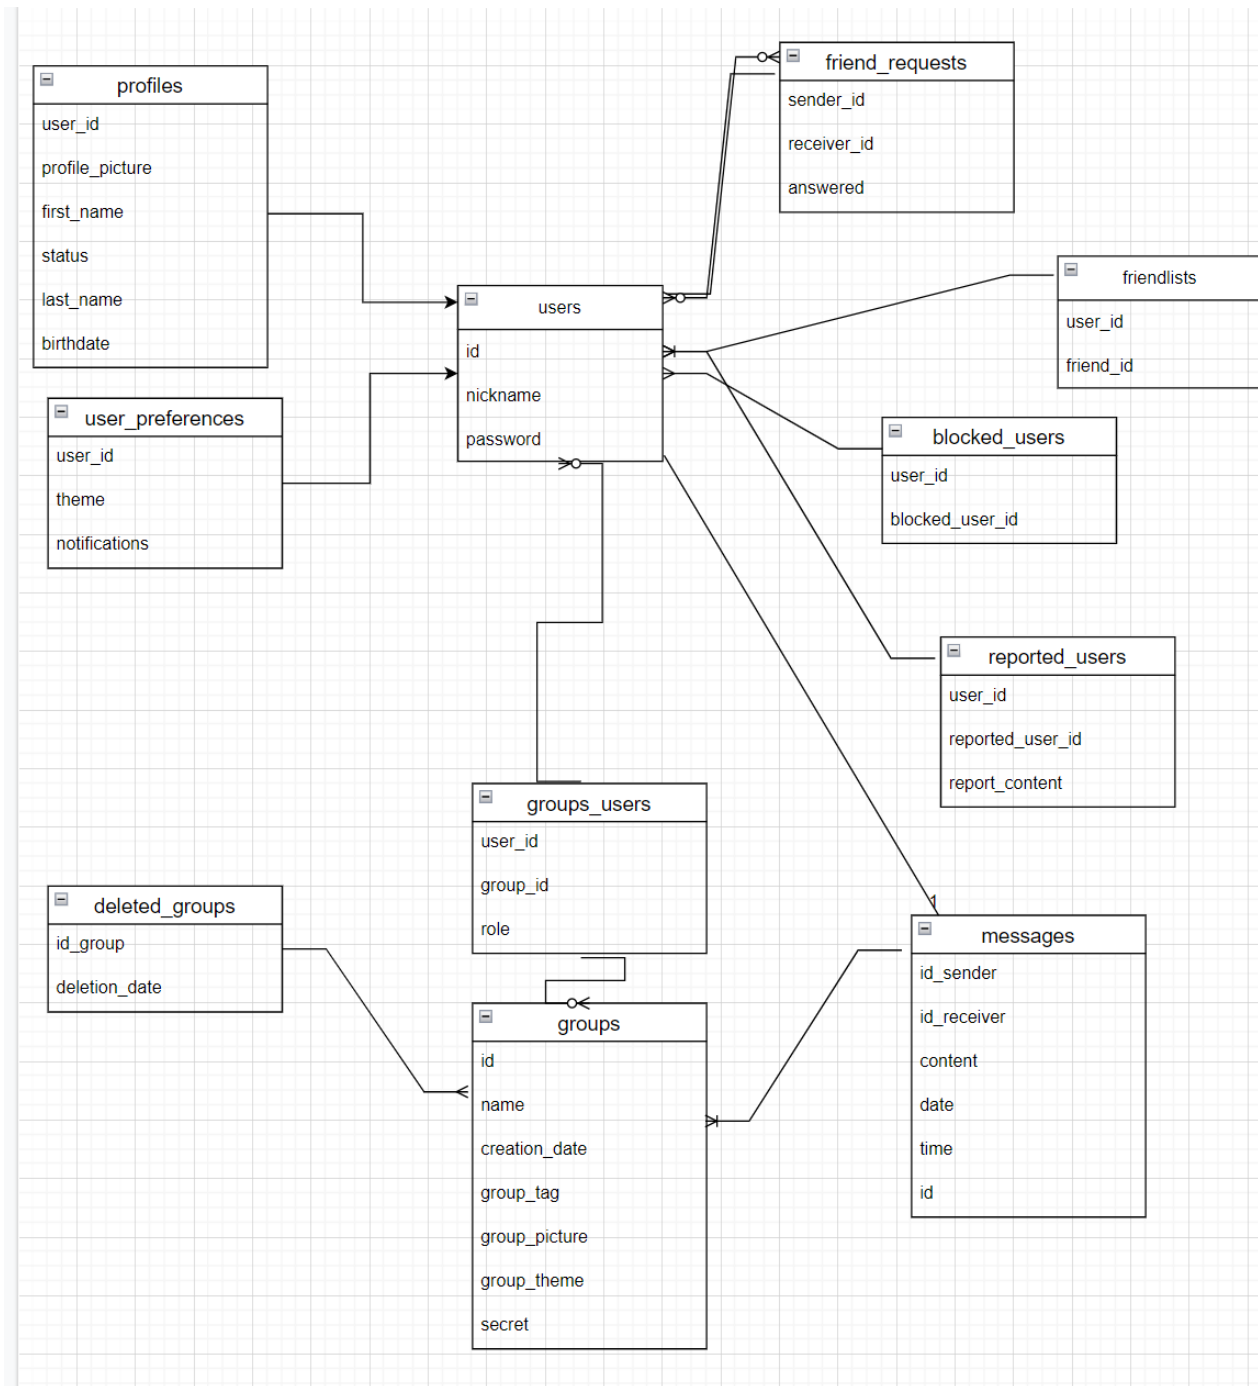 profiles
user_id
profile_picture
first_name
status
last_name
birthdate
friend_requests
sender_id
receiver_id
answered
users
id
nickname
password
friendlists
user_id
friend_id
user_preferences
user_id
theme
notifications
blocked_users
user_id
blocked_user_id
reported_users
user_id
reported_user_id
report_content
groups_users
user_id
group_id
role
deleted_groups
id_group
deletion_date
1
messages
id_sender
id_receiver
content
date
time
id
groups
id
name
creation_date
group_tag
group_picture
group_theme
secret